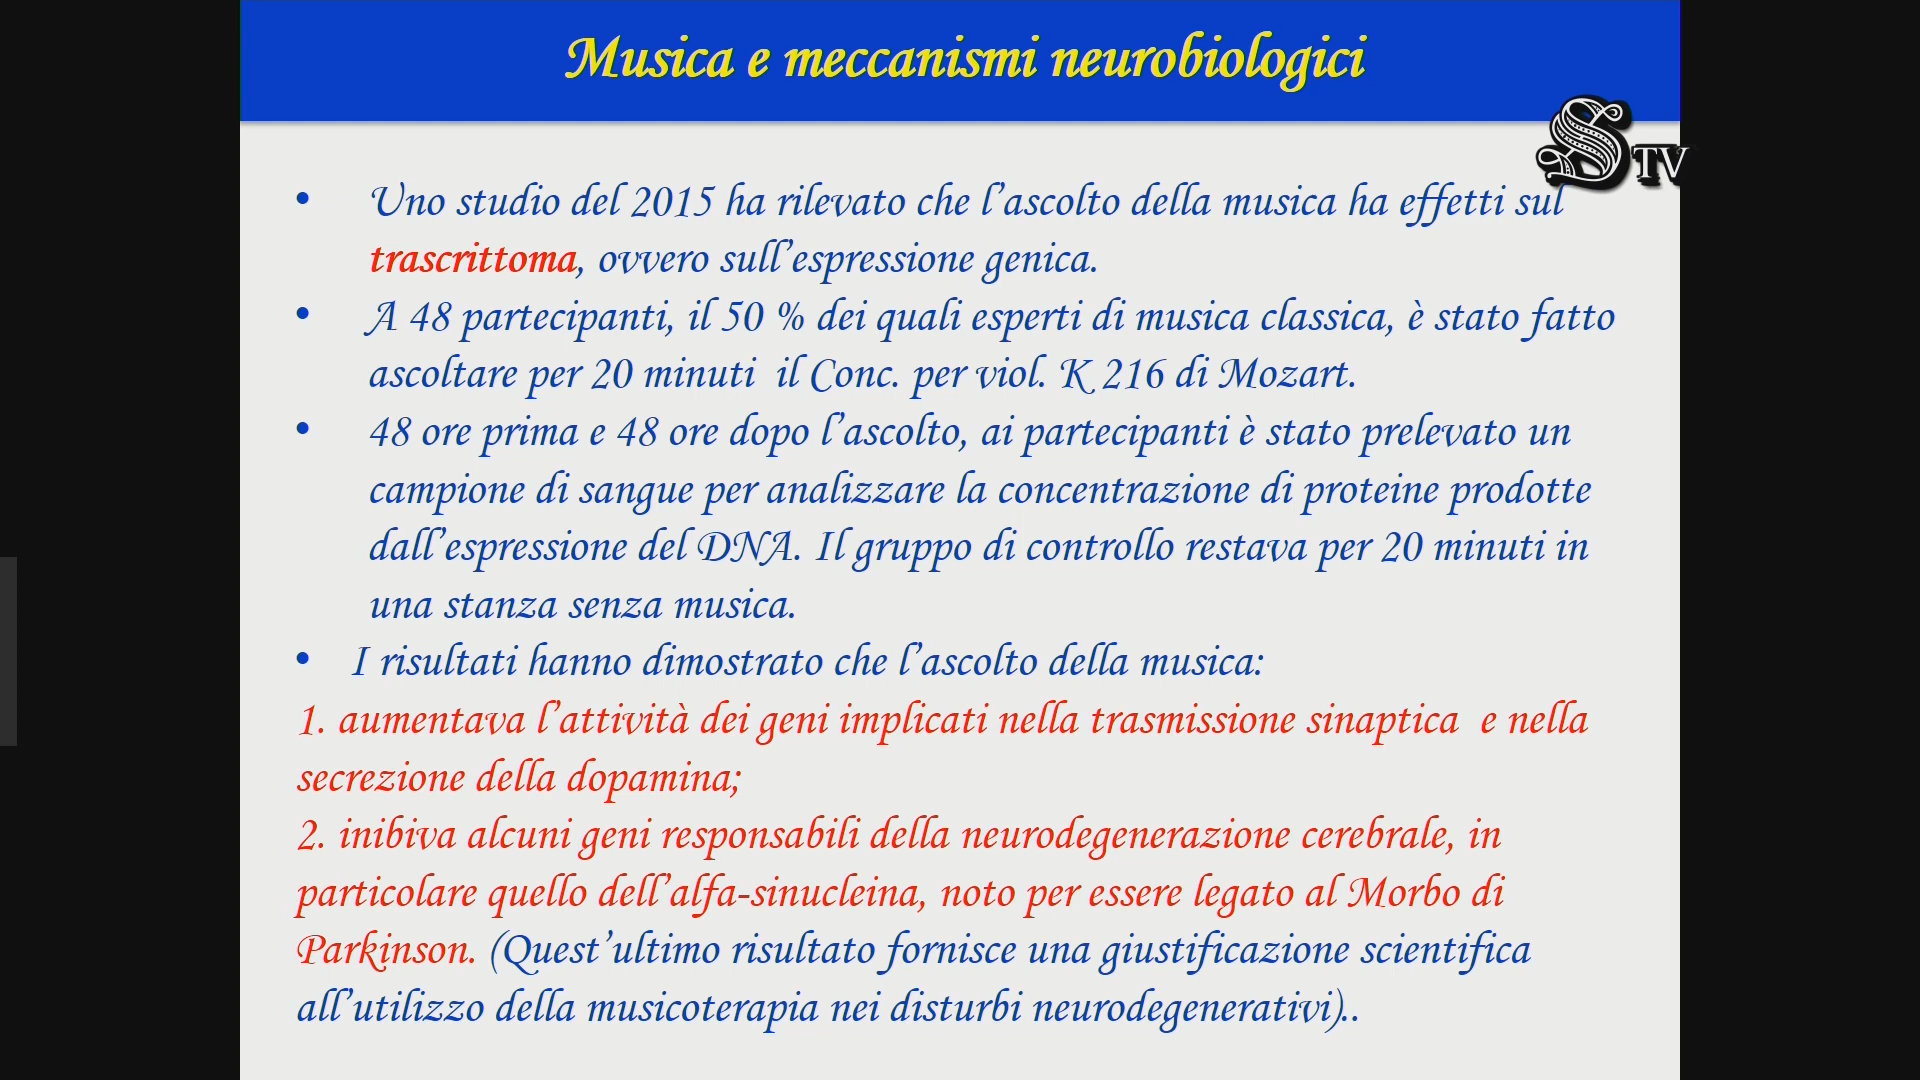 Musica e meccanismi neurobiologici
STV
• Uno studio del 2015 ha rilevato che l’ascolto della musica ha effetti sul
trascrittoma, ovvero sull’espressione genica.
• A 48 partecipanti, il 50 % dei quali esperti di musica classica, è stato fatto
ascoltare per 20 minuti il Conc. per viol. K 216 di Mozart.
• 48 ore prima e 48 ore dopo l’ascolto, ai partecipanti è stato prelevato un
campione di sangue per analizzare la concentrazione di proteine prodotte
dall’espressione del DNA. Il gruppo di controllo restava per 20 minuti in
una stanza senza musica.
• I risultati hanno dimostrato che l’ascolto della musica:
1. aumentava l’attività dei geni implicati nella trasmissione sinaptica e nella
secrezione della dopamina;
2. inibiva alcuni geni responsabili della neurodegenerazione cerebrale, in
particolare quello dell’alfa-sinucleina, noto per essere legato al Morbo di
Parkinson. (Quest’ultimo risultato fornisce una giustificazione scientifica
all’utilizzo della musicoterapia nei disturbi neurodegenerativi)..